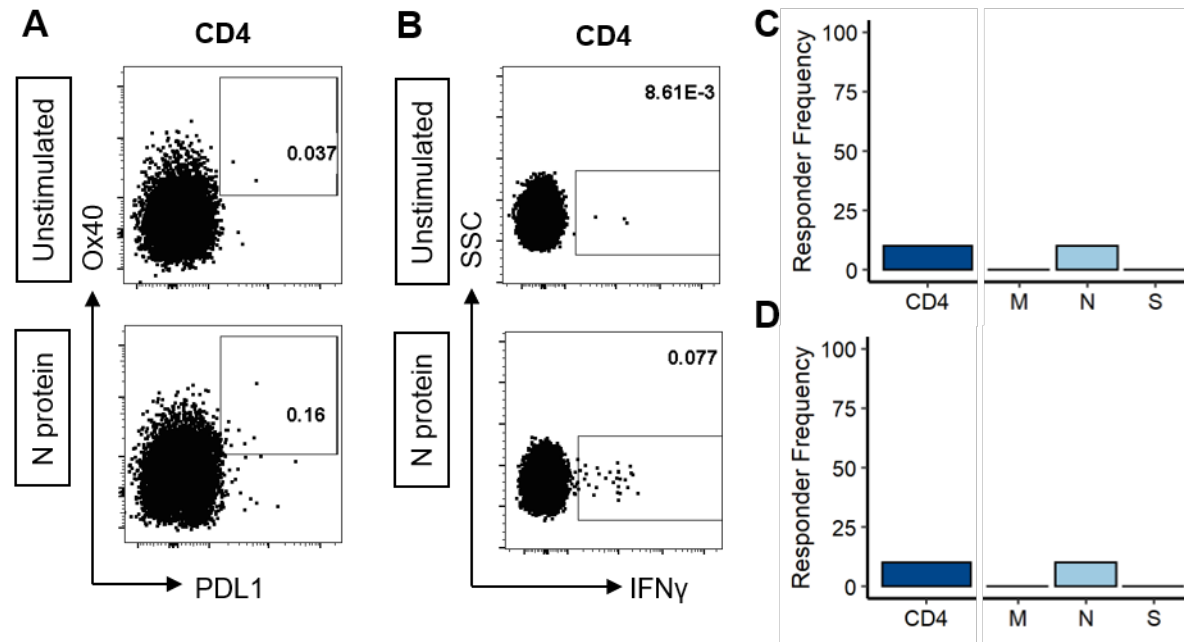 A
CD4
Unstimulated
Ox40
0.037
N protein
0.16
PDL1
B
CD4
Unstimulated
SSC
8.61E-3
N protein
0.077
IFNγ
C
Responder Frequency
100
75
50
25
0
CD4 M N S
D
Responder Frequency
100
75
50
25
0
CD4 M N S